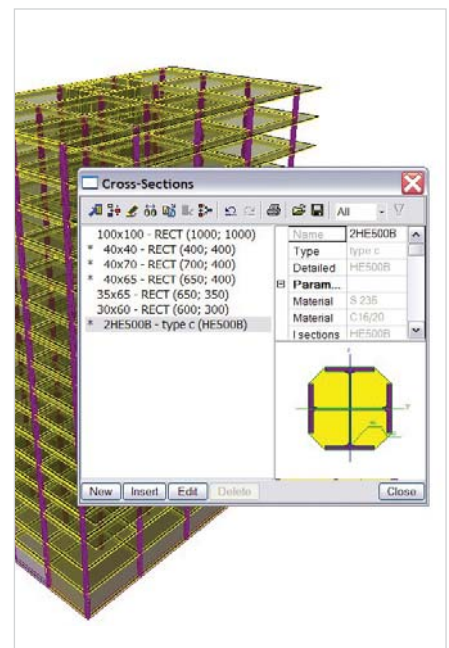 Cross-Sections
All
100x100 - RECT (1000; 1000)
* 40x40 - RECT (400; 400)
* 40x70 - RECT (700; 400)
* 40x65 - RECT (650; 400)
35x65 - RECT (650; 350)
30x60 - RECT (600; 300)
* 2HE500B - type c (HE500B)
Name 2HE500B
Type type c
Detailed HE500B
Param...
Material S 235
Material C16/20
I sections HE500B
New Insert Edit Delete Close